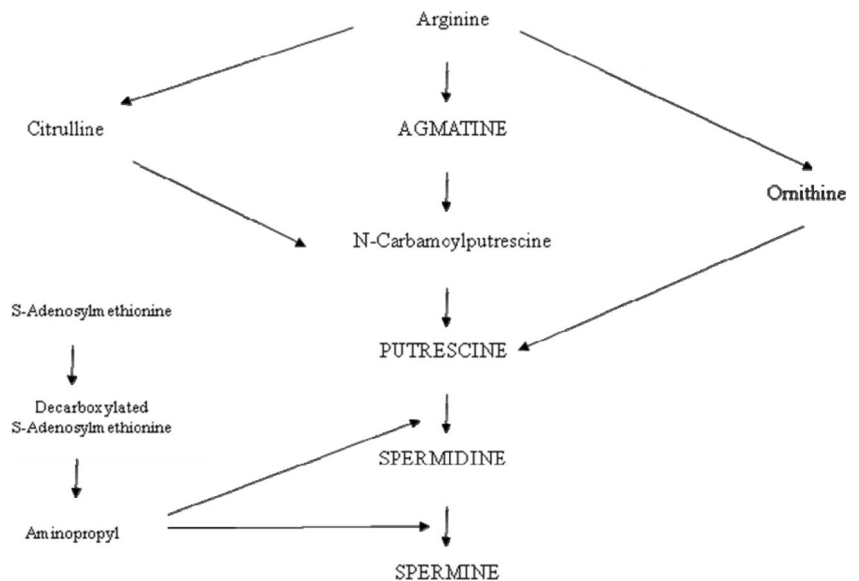 Arginine
Citrulline
AGMATINE
Ornithine
N-Carbamoylputrescine
S-Adenosylmethionine
PUTRESCINE
Decarboxylated
S-Adenosylmethionine
SPERMIDINE
Aminopropyl
SPERMINE